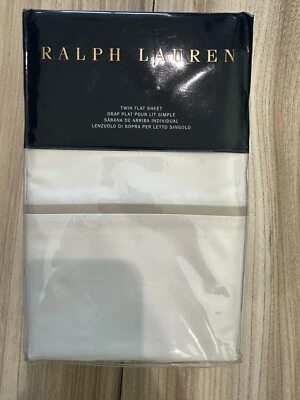 RALPH LAUREN
TWIN FLAT SHEET
DRAP PLAT POUR LIT SIMPLE
SÁBANA DE ARRIBA INDIVIDUAL
LENZUOLO DI SOPRA PER LETTO SINGOLO